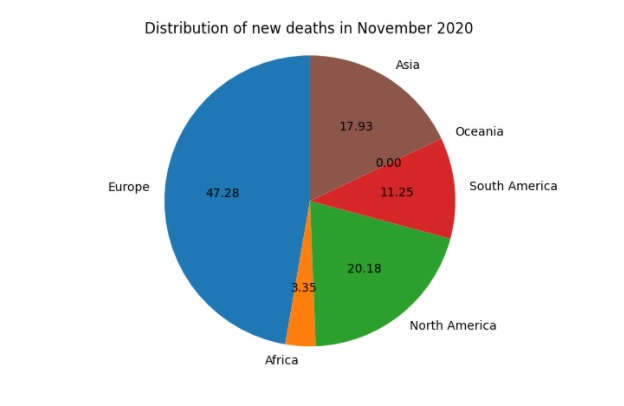 Distribution of new deaths in November 2020
Asia
17.93
Oceania
0.00
Europe
47.28
11.25
South America
20.18
3.35
North America
Africa